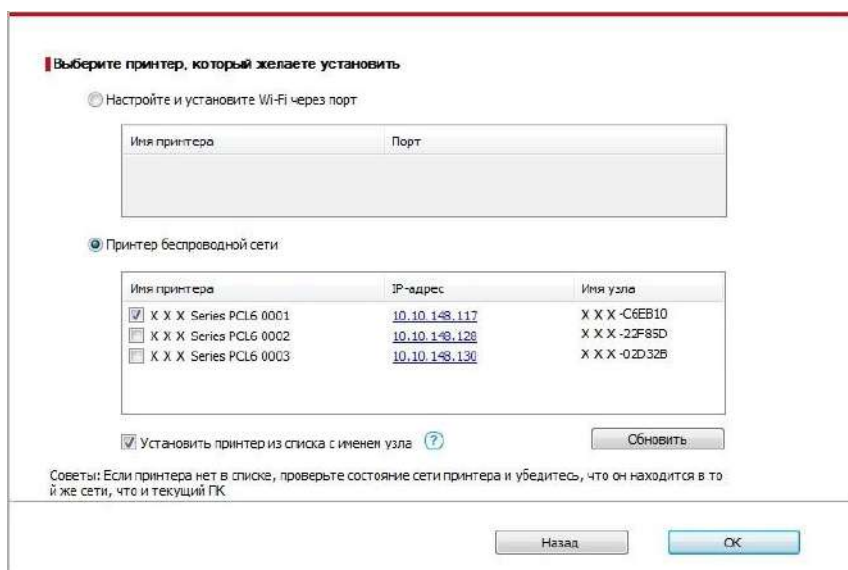 Выберите принтер, который желаете установить
Настройте и установите Wi-Fi через порт
Имя принтера Порт
Принтер беспроводной сети
Имя принтера IP-адрес Имя узла
X X X Series PCL6 0001 10.10.148.117 X X X -C6EB10
X X X Series PCL6 0002 10.10.148.128 X X X -22F85D
X X X Series PCL6 0003 10.10.148.130 X X X -02D32B
Установить принтер из списка с именем узла ?
Обновить
Советы: Если принтера нет в списке, проверьте состояние сети принтера и убедитесь, что он находится в то
й же сети, что и текущий ПК
Назад OK